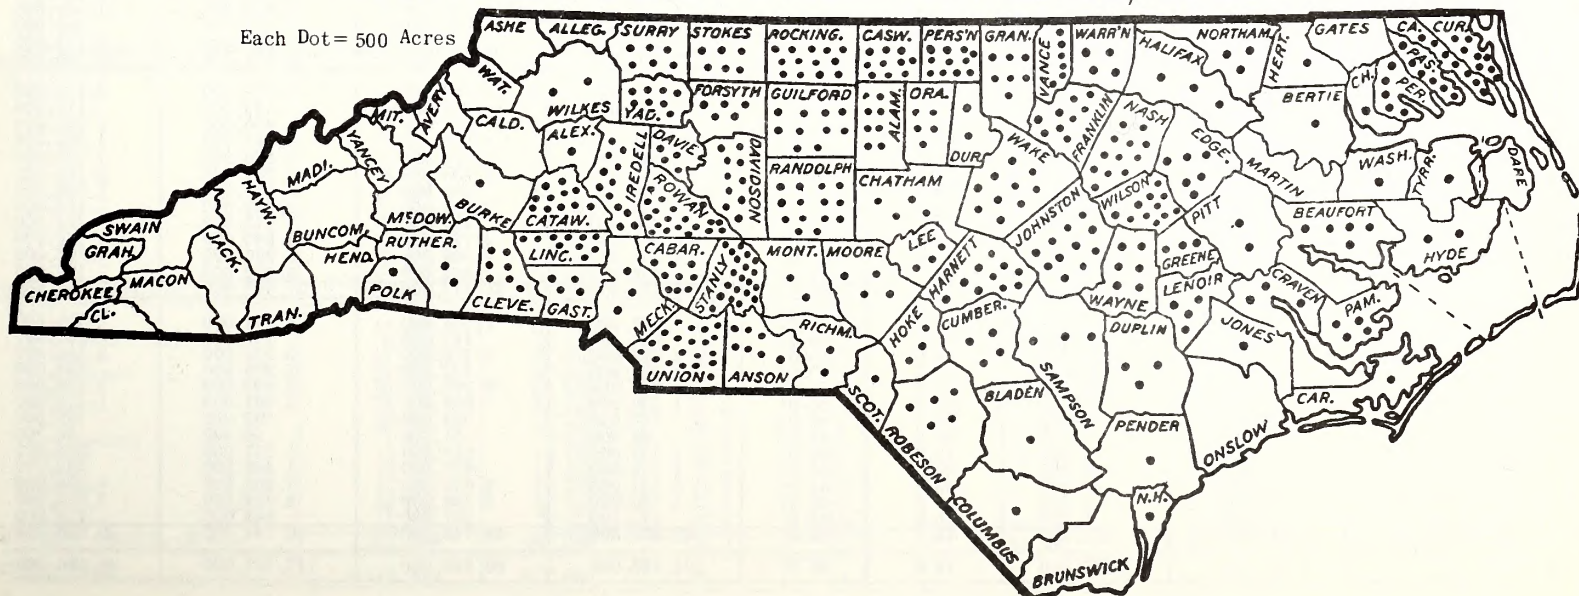 Each Dot= 500 Acres
ASHE
ALLEG.
SURRY
STOKES
ROCKING.
CASW.
PERS'N
GRAN.
VANCE
WARR'N
HALIFAX
NORTHAM.
HERT.
GATES
CA.
CUR.
PAS.
PER.
CH.
WAT.
WILKES
YAD.
FORSYTH
GUILFORD
ALAM.
ORA.
DUR.
FRANKLIN
NASH
EDGE.
BERTIE
MIT.
AVERY
CALD.
ALEX.
IREDELL
DAVIE
DAVIDSON
RANDOLPH
CHATHAM
WAKE
WILSON
MARTIN
WASH.
TYRR.
DARE
YANCEY
MADI.
HAYW.
BUNCOM.
McDOW.
BURKE
CATAW.
ROWAN
JOHNSTON
PITT
BEAUFORT
HYDE
SWAIN
GRAH.
JACK.
HEND.
RUTHER.
LINC.
CABAR.
STANLY
MONT.
MOORE
LEE
HARNETT
GREENE
CHEROKEE
MACON
CL.
TRAN.
POLK
CLEVE.
GAST.
MECK.
UNION
ANSON
RICHM.
HOKE
CUMBER.
WAYNE
LENOIR
CRAVEN
PAM.
SCOT.
ROBESON
BLADEN
SAMPSON
DUPLIN
JONES
CAR.
PENDER
ONSLOW
COLUMBUS
N.H.
BRUNSWICK